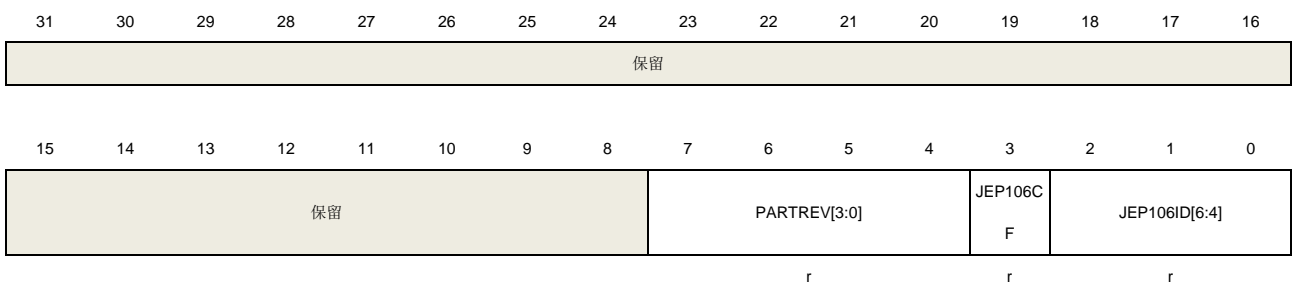 31 30 29 28 27 26 25 24 23 22 21 20 19 18 17 16
保留
15 14 13 12 11 10 9 8 7 6 5 4 3 2 1 0
保留 PARTREV[3:0] JEP106C JEP106ID[6:4]
F
r r r